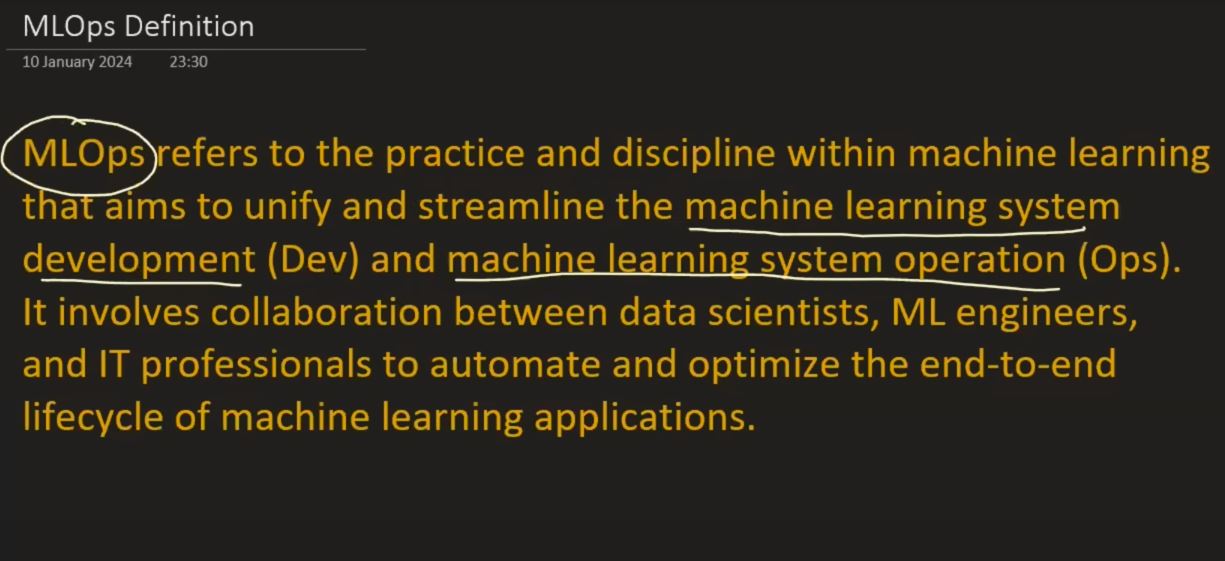 MLOps Definition
10 January 2024 23:30
MLOps refers to the practice and discipline within machine learning
that aims to unify and streamline the machine learning system
development (Dev) and machine learning system operation (Ops).
It involves collaboration between data scientists, ML engineers,
and IT professionals to automate and optimize the end-to-end
lifecycle of machine learning applications.